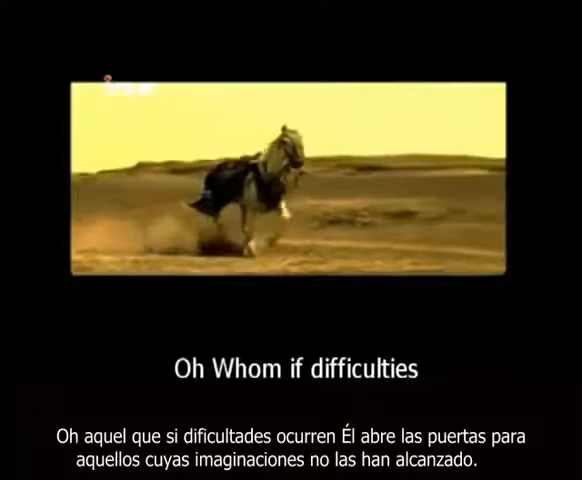 Oh Whom if difficulties
Oh aquel que si dificultades ocurren Él abre las puertas para
aquellos cuyas imaginaciones no las han alcanzado.